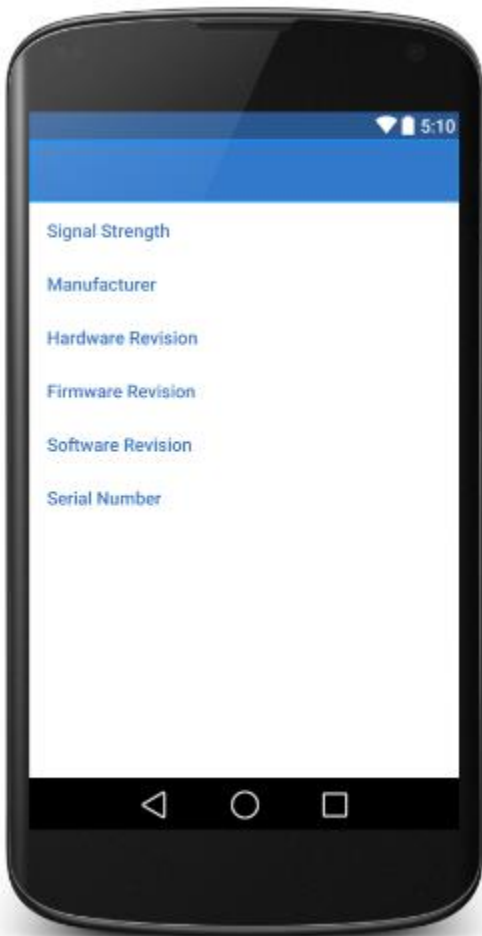 5:10
Signal Strength
Manufacturer
Hardware Revision
Firmware Revision
Software Revision
Serial Number